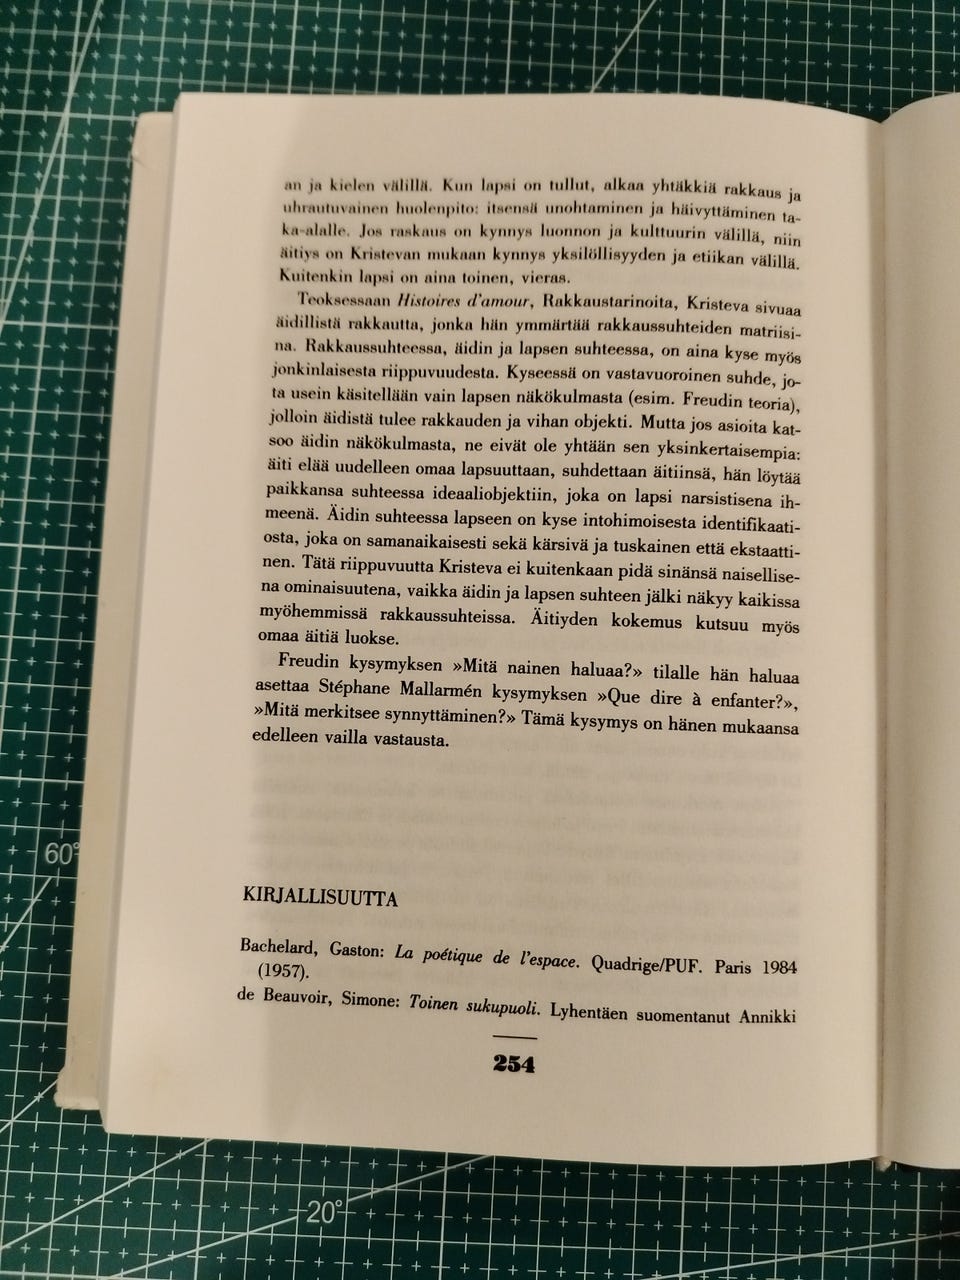 an ja kielen välillä. Kun lapsi on tullut, alkaa yhtäkkiä rakkaus ja
uhrautuvainen huolenpito: itsensä unohtaminen ja häivyttäminen ta-
ka-alalle. Jos raskaus on kynnys luonnon ja kulttuurin välillä, niin
äitiys on Kristevan mukaan kynnys yksilöllisyyden ja etiikan välillä.
Kuitenkin lapsi on aina toinen, vieras.
Teoksessaan Histoires d'amour, Rakkaustarinoita, Kristeva sivuaa
äidillistä rakkautta, jonka hän ymmärtää rakkaussuhteiden matriisi-
na. Rakkaussuhteessa, äidin ja lapsen suhteessa, on aina kyse myös
jonkinlaisesta riippuvuudesta. Kyseessä on vastavuoroinen suhde, jo-
ta usein käsitellään vain lapsen näkökulmasta (esim. Freudin teoria),
jolloin äidistä tulee rakkauden ja vihan objekti. Mutta jos asioita kat-
soo äidin näkökulmasta, ne eivät ole yhtään sen yksinkertaisempia:
äiti elää uudelleen omaa lapsuuttaan, suhdettaan äitiinsä, hän löytää
paikkansa suhteessa ideaaliobjektiin, joka on lapsi narsistisena ih-
meenä. Äidin suhteessa lapseen on kyse intohimoisesta identifikaati-
osta, joka on samanaikaisesti sekä kärsivä ja tuskainen että ekstaatti-
nen. Tätä riippuvuutta Kristeva ei kuitenkaan pidä sinänsä naisellise-
na ominaisuutena, vaikka äidin ja lapsen suhteen jälki näkyy kaikissa
myöhemmissä rakkaussuhteissa. Äitiyden kokemus kutsuu myös
omaa äitiä luokse.
Freudin kysymyksen »Mitä nainen haluaa?» tilalle hän haluaa
asettaa Stéphane Mallarmén kysymyksen »Que dire à enfanter?»,
»Mitä merkitsee synnyttäminen?» Tämä kysymys on hänen mukaansa
edelleen vailla vastausta.
KIRJALLISUUTTA
Bachelard, Gaston: La poétique de l'espace. Quadrige/PUF. Paris 1984
(1957).
de Beauvoir, Simone: Toinen sukupuoli. Lyhentäen suomentanut Annikki
254
60°
20°